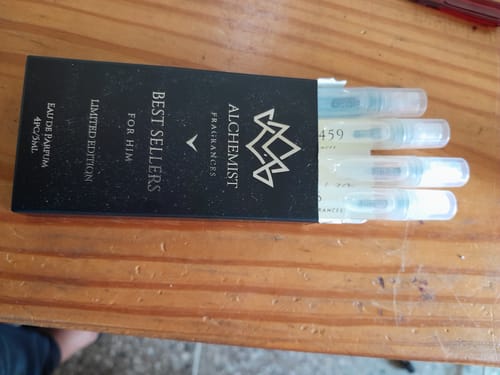 ALCHEMIST
FRAGRANCES
BEST SELLERS
FOR HIM
LIMITED EDITION
EAU DE PARFUM
4PC/5ML
459